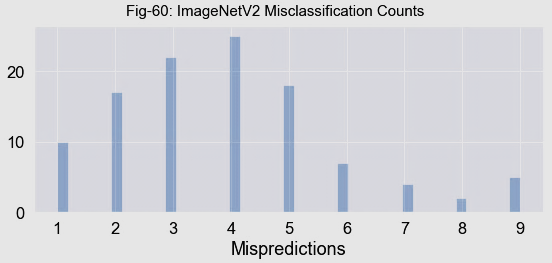 Fig-60: ImageNetV2 Misclassification Counts
20
10
0
1 2 3 4 5 6 7 8 9
Mispredictions